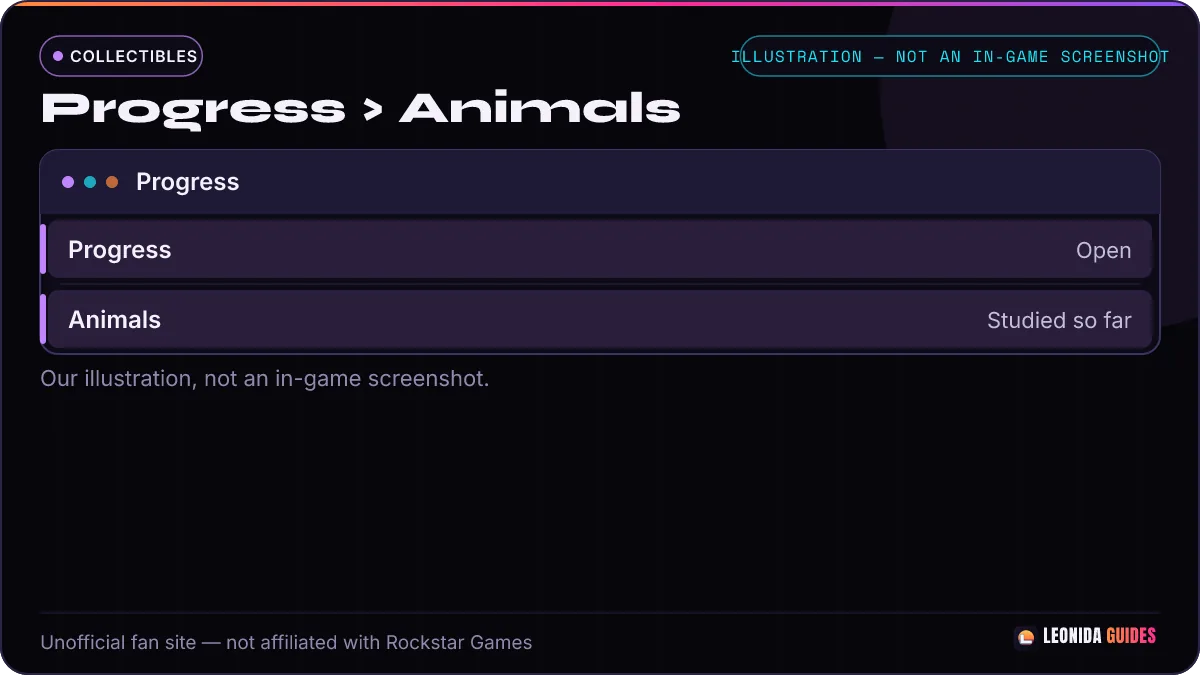 COLLECTIBLES
ILLUSTRATION — NOT AN IN-GAME SCREENSHOT
Progress > Animals
Progress
Progress Open
Animals Studied so far
Our illustration, not an in-game screenshot.
Unofficial fan site — not affiliated with Rockstar Games
LEONIDA GUIDES